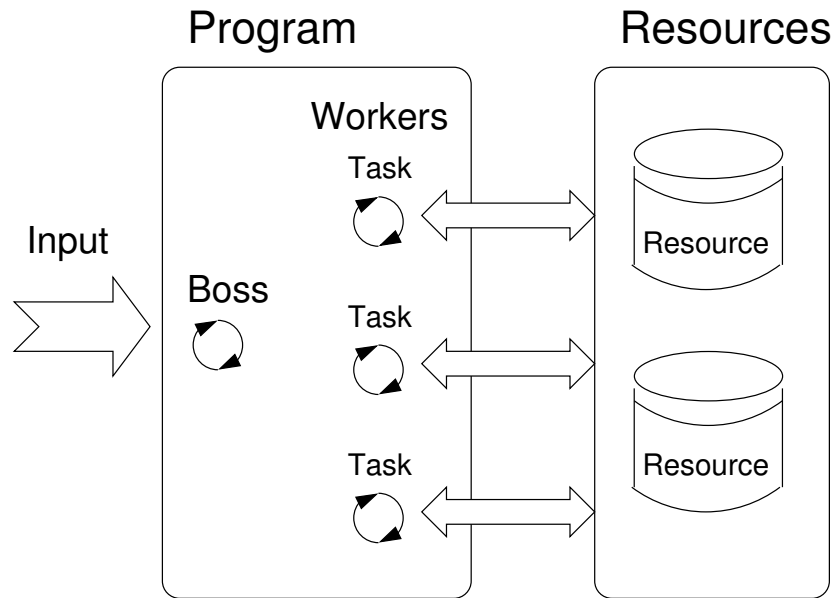 Program
Resources
Workers
Task
Input
Resource
Boss
Task
Task
Resource